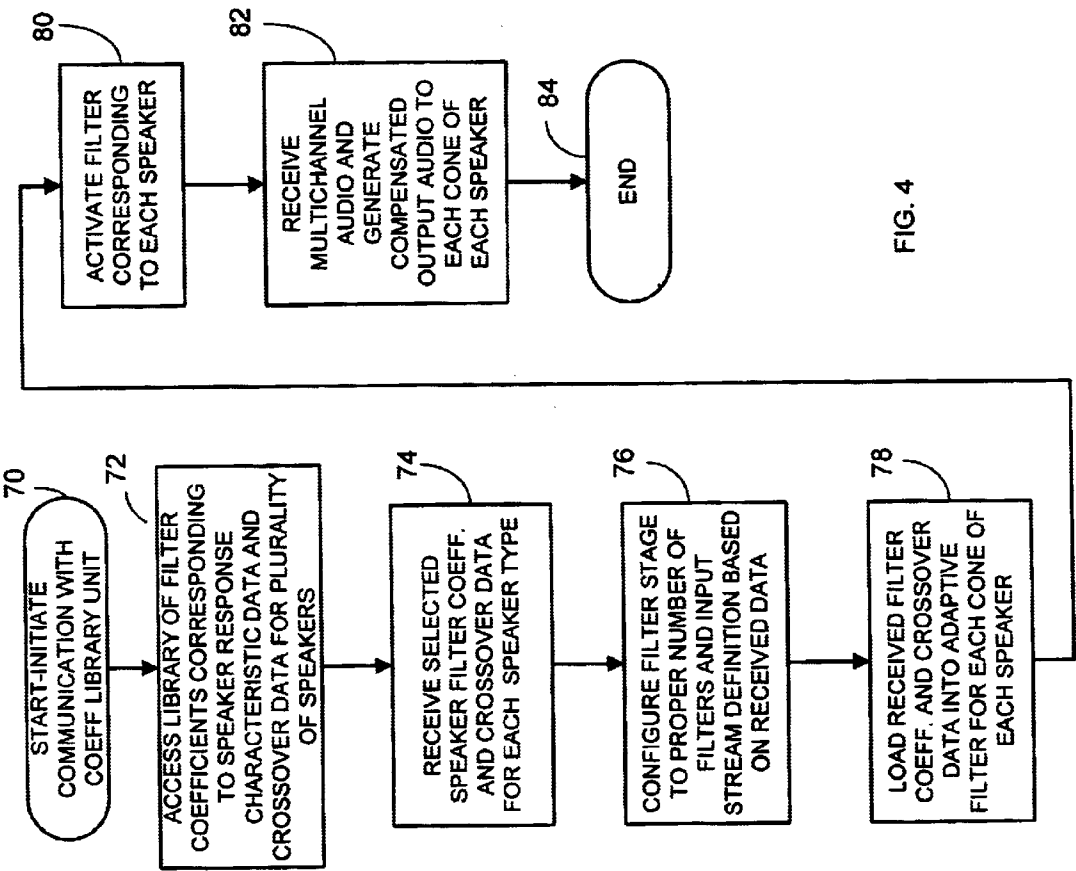 70
START-INITIATE
COMMUNICATION WITH
COEFF LIBRARY UNIT
72
ACCESS LIBRARY OF FILTER
COEFFICIENTS CORRESPONDING
TO SPEAKER RESPONSE
CHARACTERISTIC DATA AND
CROSSOVER DATA FOR PLURALITY
OF SPEAKERS
74
RECEIVE SELECTED
SPEAKER FILTER COEFF.
AND CROSSOVER DATA
FOR EACH SPEAKER TYPE
76
CONFIGURE FILTER STAGE
TO PROPER NUMBER OF
FILTERS AND INPUT
STREAM DEFINITION BASED
ON RECEIVED DATA
78
LOAD RECEIVED FILTER
COEFF. AND CROSSOVER
DATA INTO ADAPTIVE
FILTER FOR EACH CONE OF
EACH SPEAKER
80
ACTIVATE FILTER
CORRESPONDING
TO EACH SPEAKER
82
RECEIVE
MULTICHANNEL
AUDIO AND
GENERATE
COMPENSATED
OUTPUT AUDIO TO
EACH CONE OF
EACH SPEAKER
84
END
FIG. 4